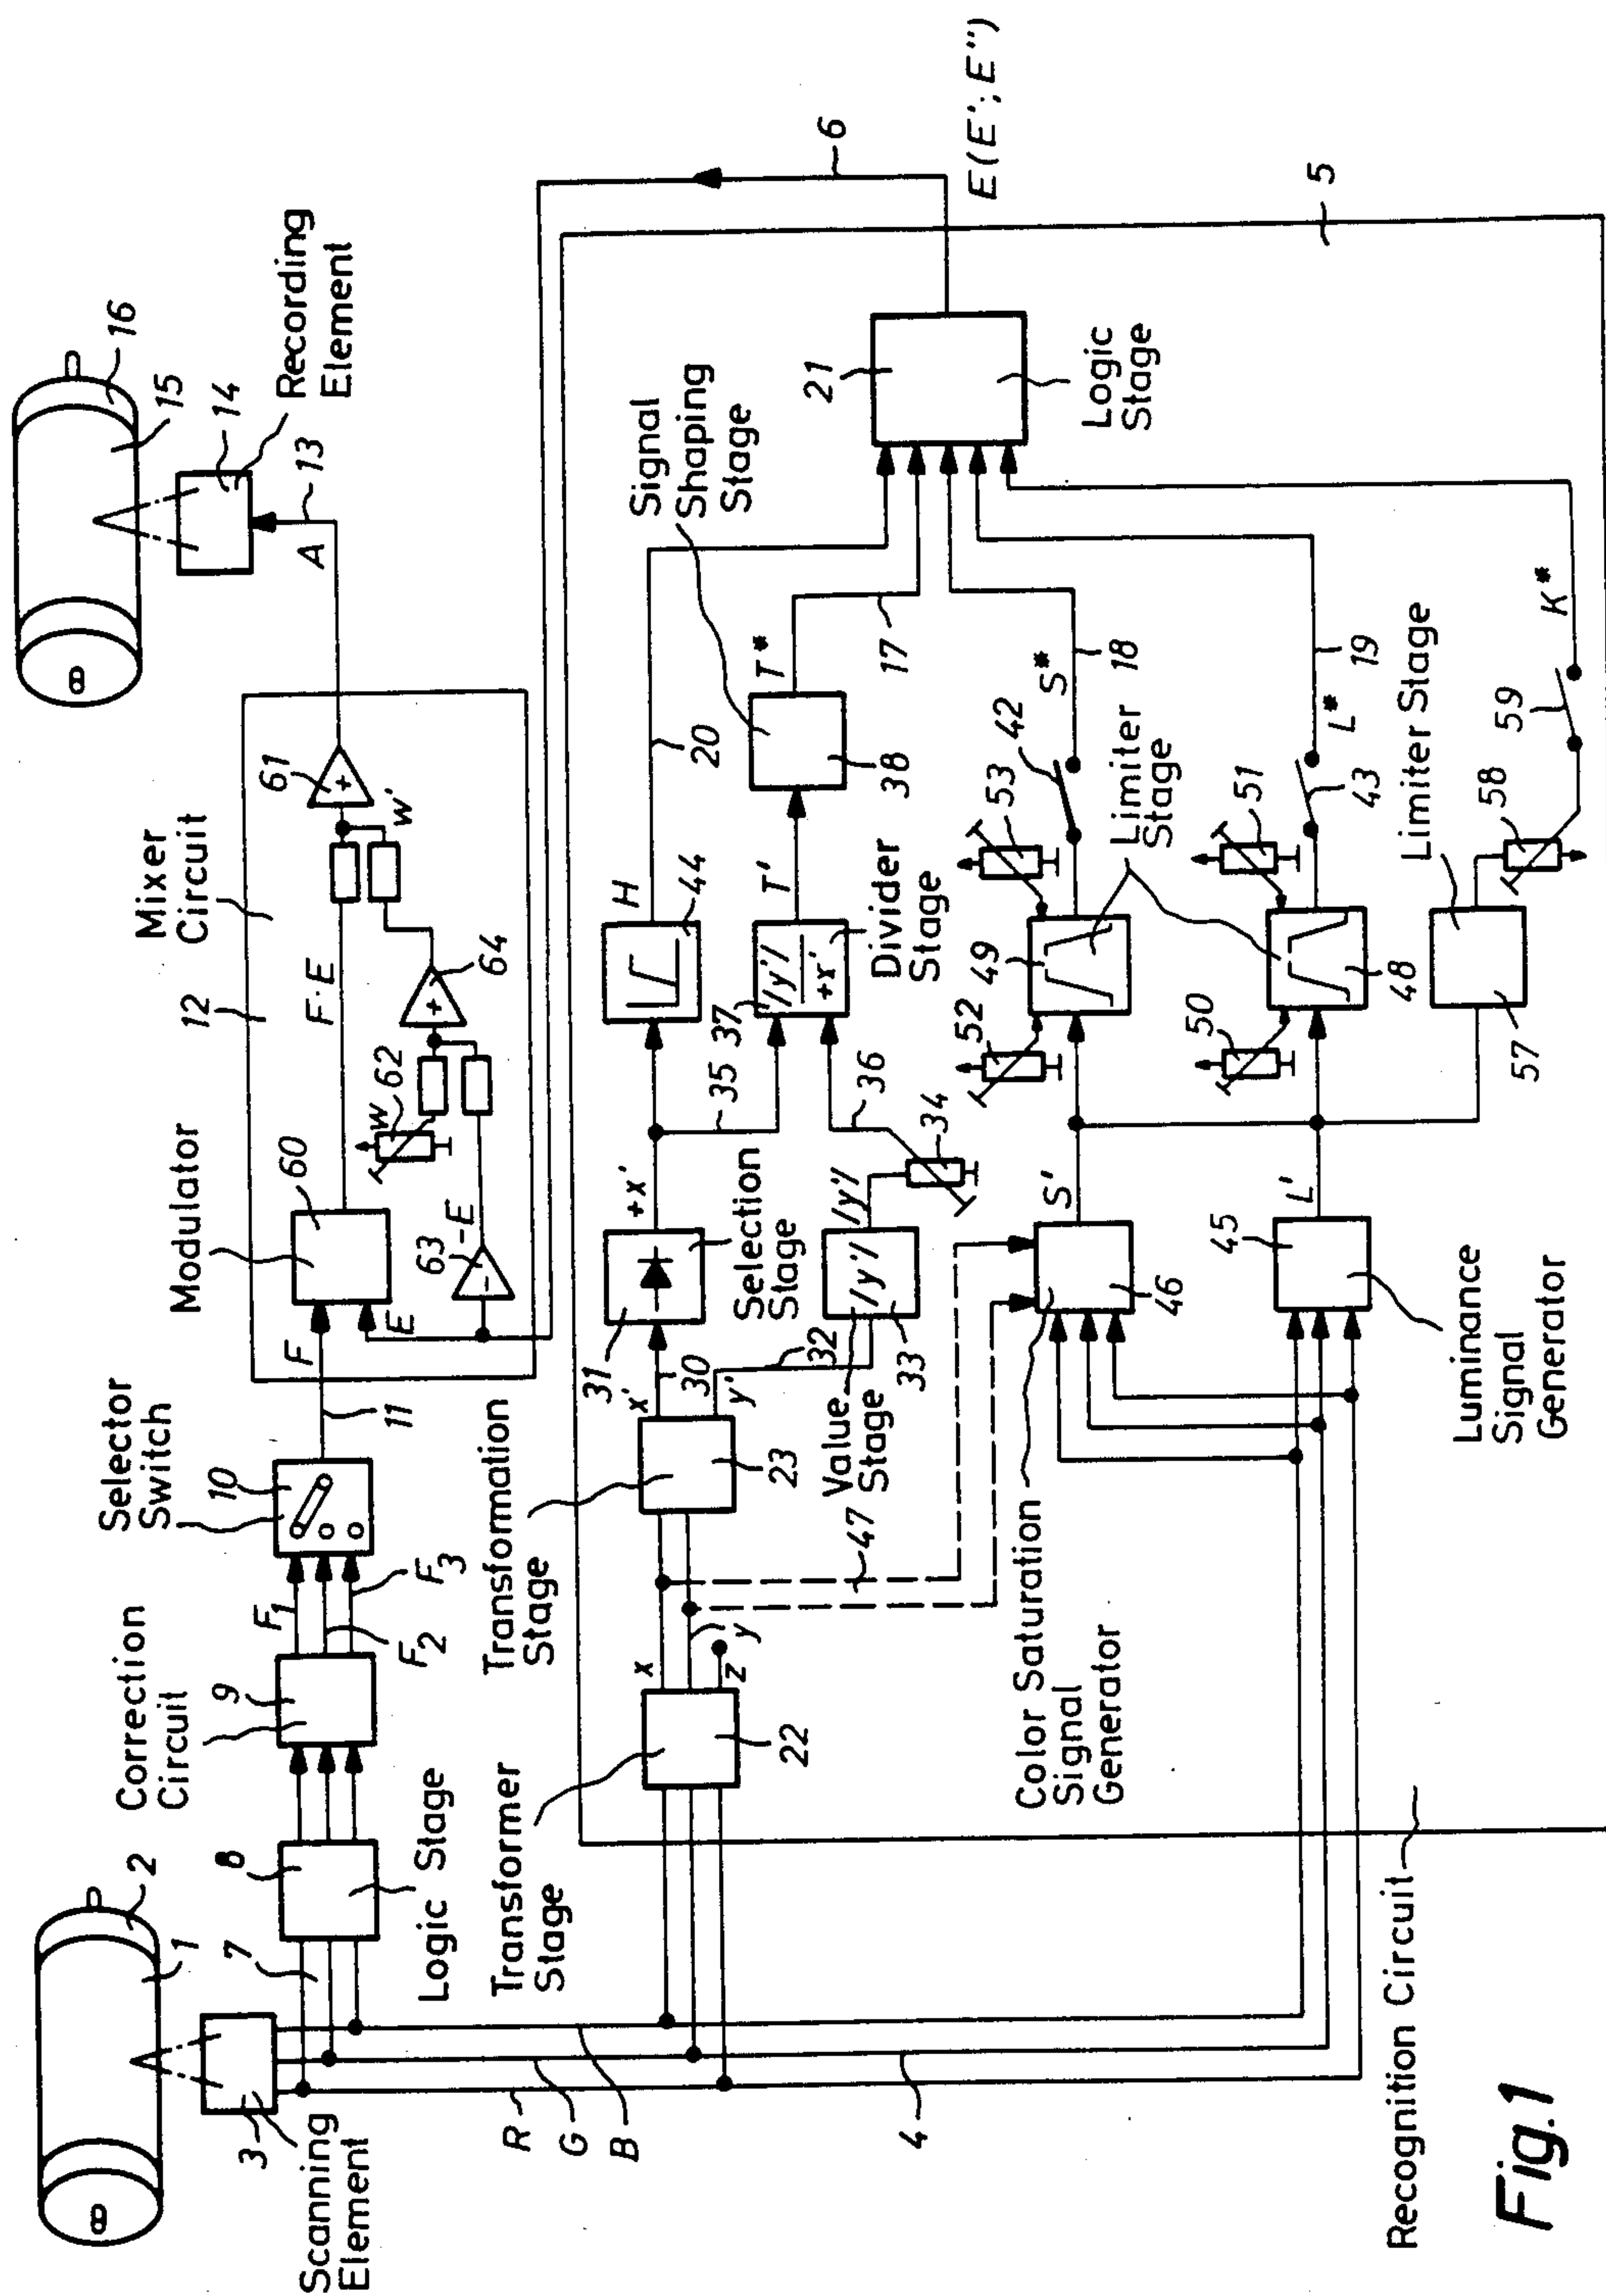 2
1
3
Scanning
Element
7
8
Logic Stage
Correction
Circuit
9
F1
F2
F3
Selector
Switch
10
11
F
E
Modulator
60
-E
63
w
62
F·E
64
12
Mixer
Circuit
w'
61
A
13
14
15
16
Recording
Element
R
G
B
4
Transformer
Stage
22
x
y
z
Transformation
Stage
23
x'
30
y'
32
31
Selection
Stage
Value
Stage
33
/y'/
/y'/
34
+x'
35
36
37
/y'/
+x'
Divider
Stage
44
H
20
T'
38
T*
17
Signal
Shaping
Stage
47
Color Saturation
Signal
Generator
46
S'
52
49
53
Limiter
Stage
42
S*
18
Luminance
Signal
Generator
45
L'
50
48
51
43
L*
19
57
Limiter Stage
58
59
K*
21
Logic
Stage
6
E(E';E'')
5
Recognition Circuit
Fig.1